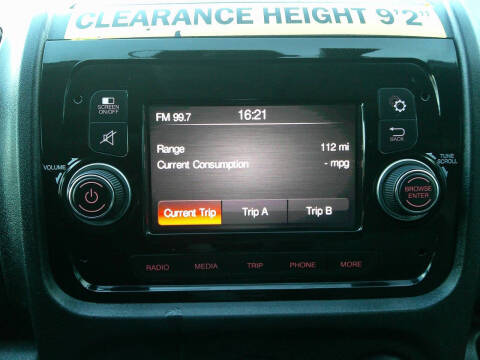 CLEARANCE HEIGHT 9'2"
SCREEN
ON/OFF
FM 99.7 16:21
BACK
VOLUME
TUNE
SCROLL
Range 112 mi
Current Consumption - mpg
BROWSE
ENTER
Current Trip Trip A Trip B
RADIO MEDIA TRIP PHONE MORE